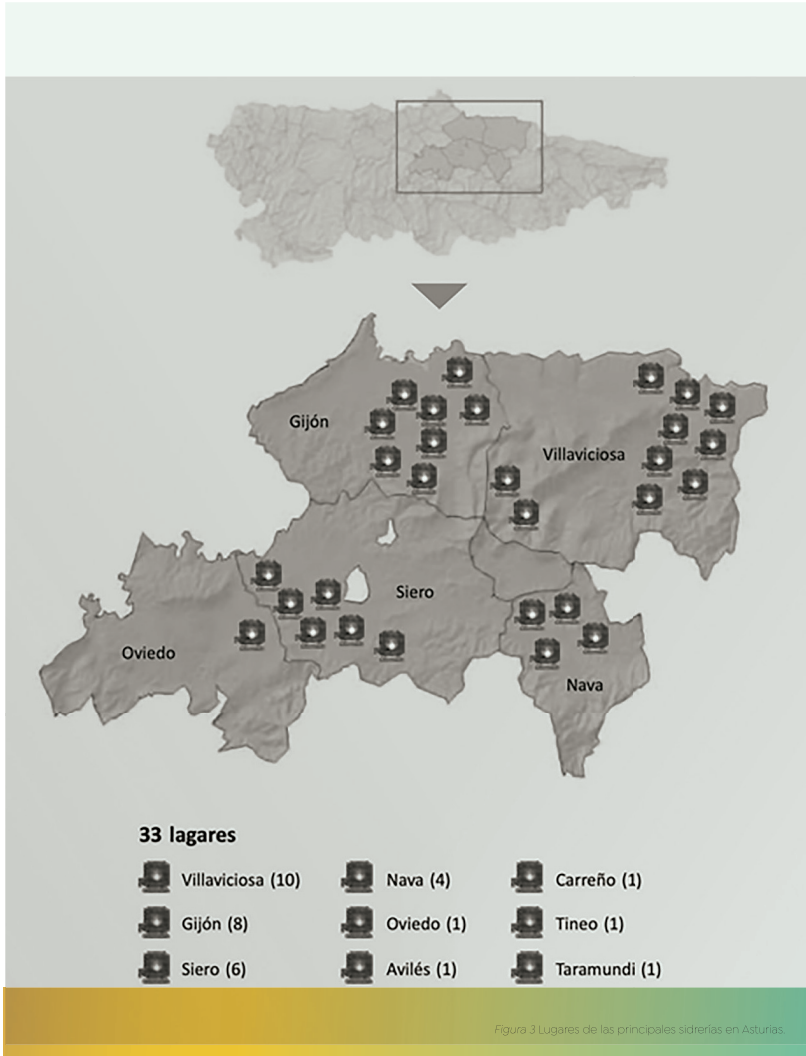 Gijón
Villaviciosa
Siero
Oviedo
Nava
33 lagares
Villaviciosa (10)
Nava (4)
Carreño (1)
Gijón (8)
Oviedo (1)
Tineo (1)
Siero (6)
Avilés (1)
Taramundi (1)
Figura 3 Lugares de las principales sidrerías en Asturias.